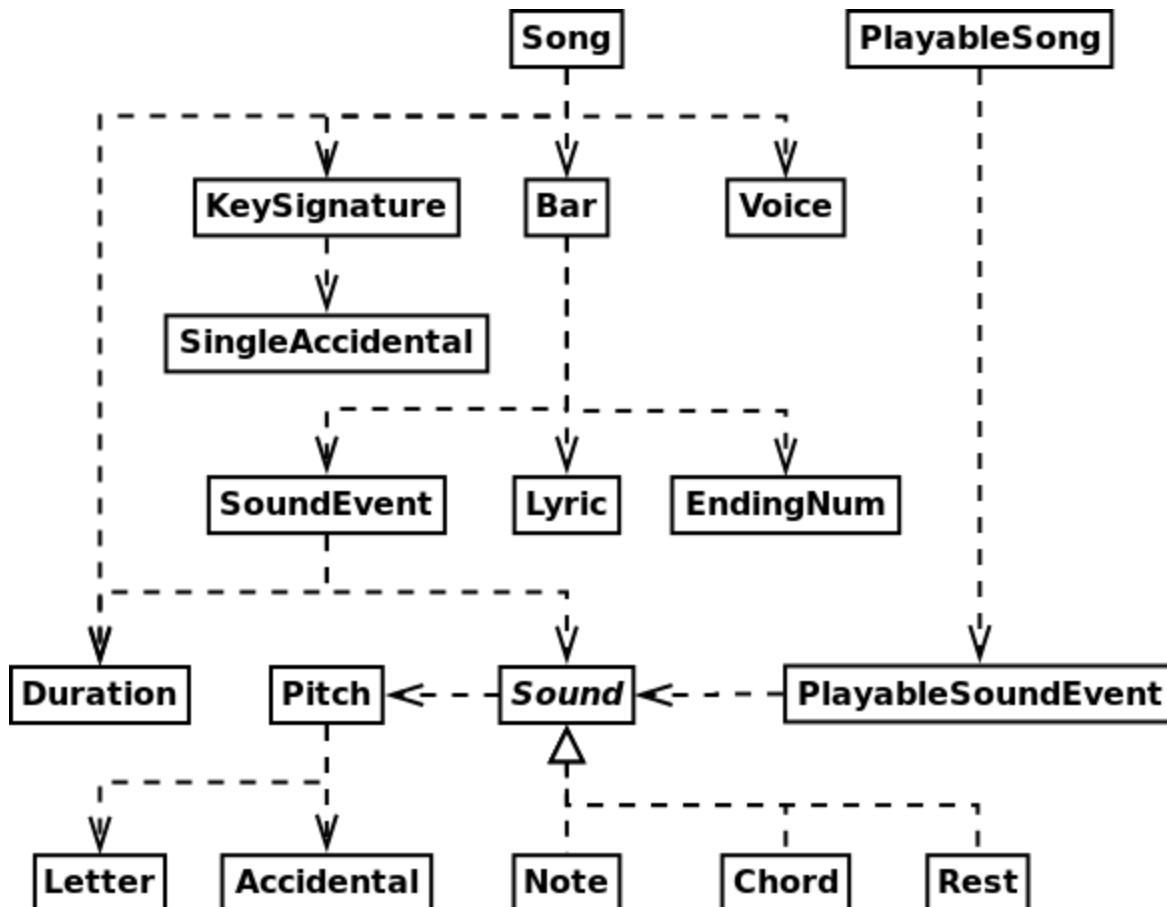 Song
PlayableSong
KeySignature
Bar
Voice
SingleAccidental
SoundEvent
Lyric
EndingNum
Duration
Pitch
Sound
PlayableSoundEvent
Letter
Accidental
Note
Chord
Rest